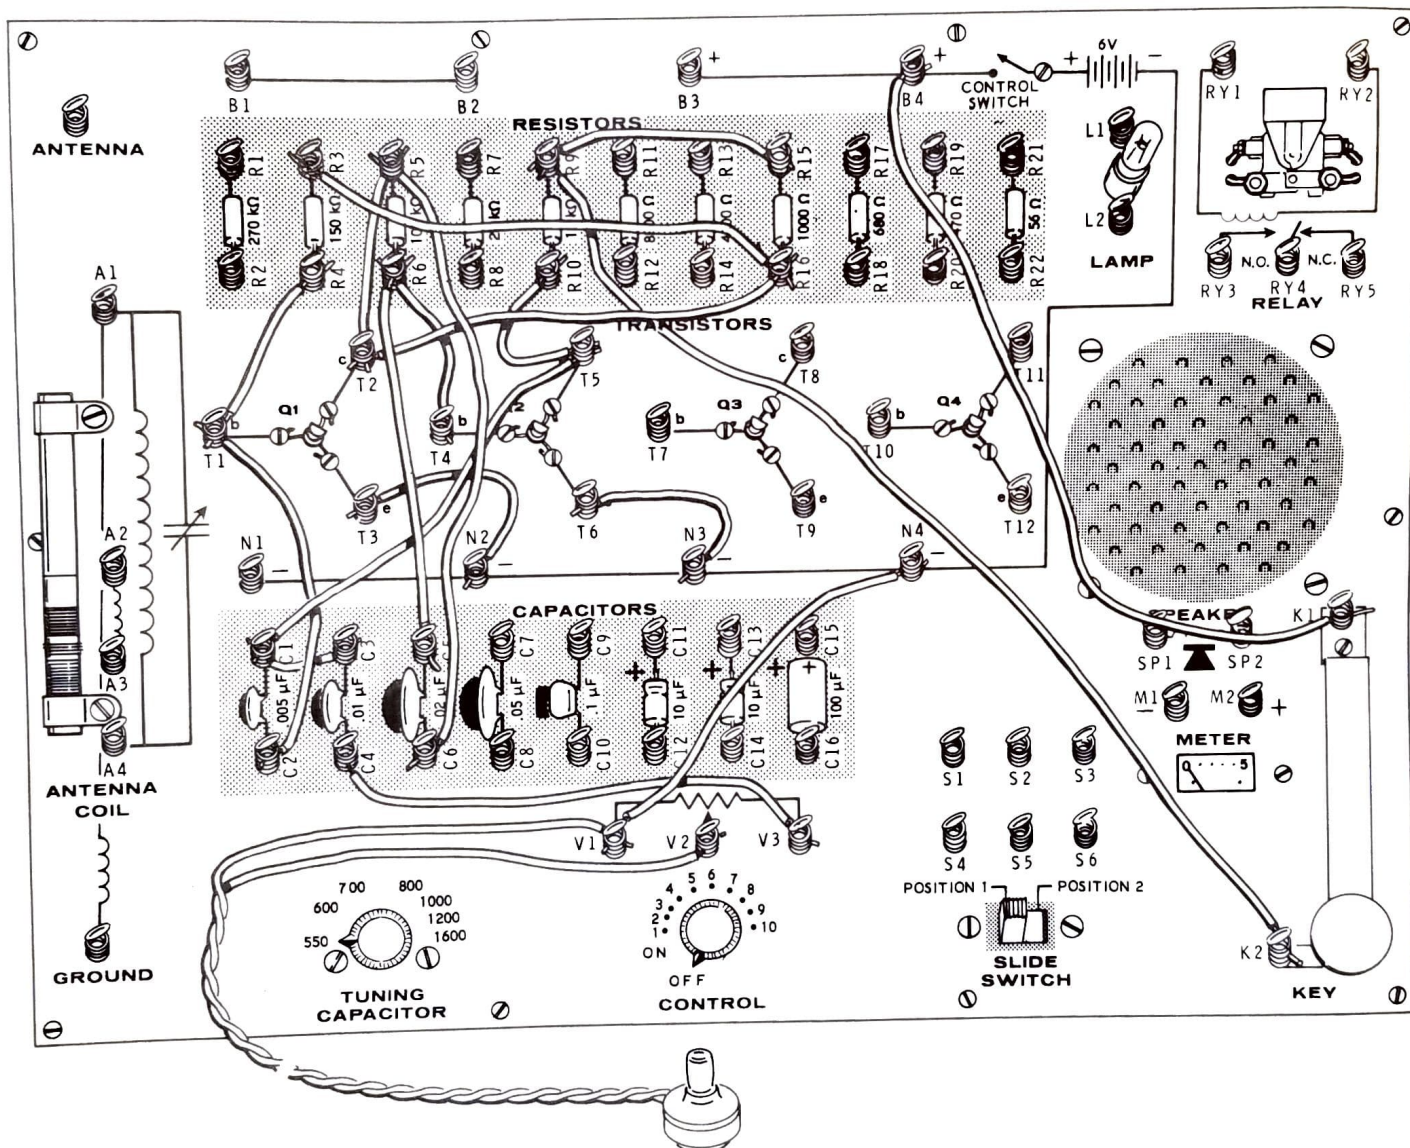 B1
B2
+
B3
+
B4
CONTROL
SWITCH
+
6V
-
RY1
RY2
ANTENNA
RESISTORS
L1
L2
LAMP
R1
270 kΩ
R2
R3
150 kΩ
R4
R5
R6
R7
R8
R9
R10
R11
R12
R13
R14
R15
1000 Ω
R16
R17
680 Ω
R18
R19
470 Ω
R20
R21
56 Ω
R22
N.O.
N.C.
RY3
RY4
RY5
RELAY
A1
TRANSISTORS
c
T2
T5
c
T8
T11
b
Q1
T1
b
T4
b
Q3
T7
b
Q4
T10
e
T3
T6
e
T9
e
T12
A2
N1
-
N2
-
N3
-
N4
-
CAPACITORS
K1
SP1
SP2
C1
.005 µF
C2
C3
.01 µF
C4
.02 µF
C6
C7
.05 µF
C8
C9
.1 µF
C10
C11
+
10 µF
C12
C13
+
10 µF
C14
C15
+
+
100 µF
C16
A3
A4
M1
-
M2
+
METER
0
5
ANTENNA
COIL
S1
S2
S3
V1
V2
V3
S4
S5
S6
POSITION 1
POSITION 2
550
600
700
800
1000
1200
1600
TUNING
CAPACITOR
1
2
3
4
5
6
7
8
9
10
ON
OFF
CONTROL
SLIDE
SWITCH
K2
KEY
GROUND